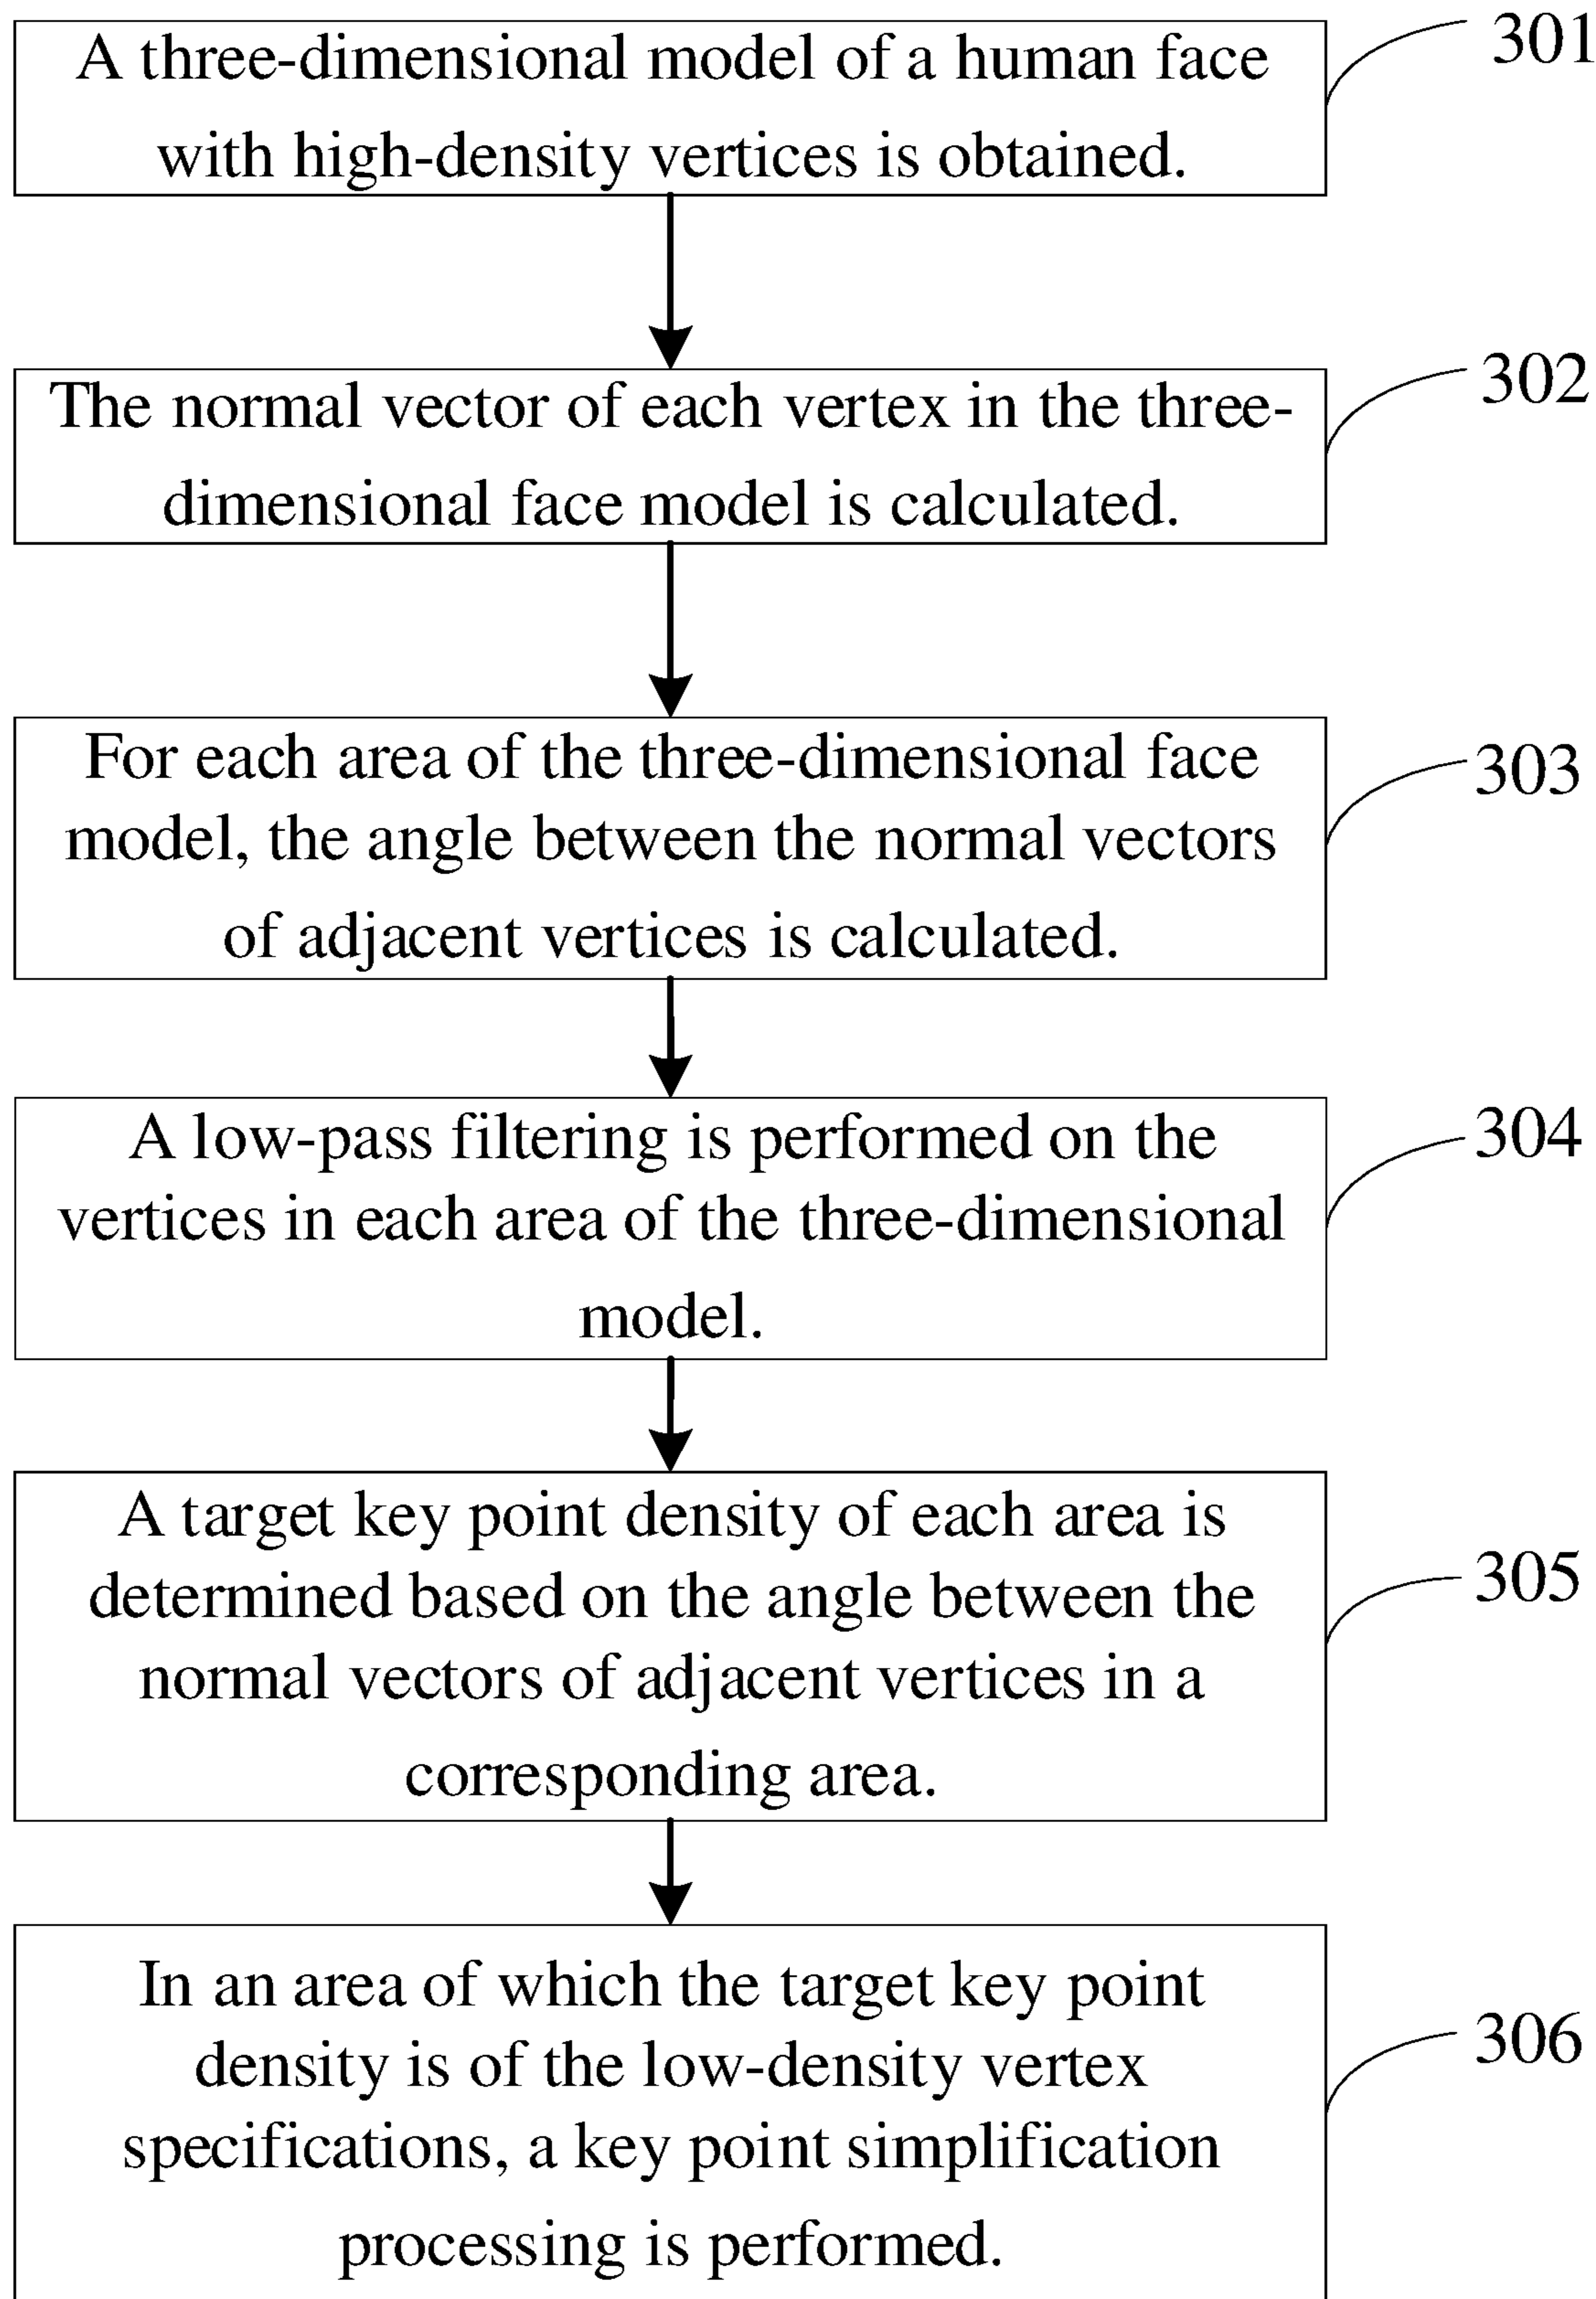 A three-dimensional model of a human face
with high-density vertices is obtained.
301
The normal vector of each vertex in the three-
dimensional face model is calculated.
302
For each area of the three-dimensional face
model, the angle between the normal vectors
of adjacent vertices is calculated.
303
A low-pass filtering is performed on the
vertices in each area of the three-dimensional
model.
304
A target key point density of each area is
determined based on the angle between the
normal vectors of adjacent vertices in a
corresponding area.
305
In an area of which the target key point
density is of the low-density vertex
specifications, a key point simplification
processing is performed.
306